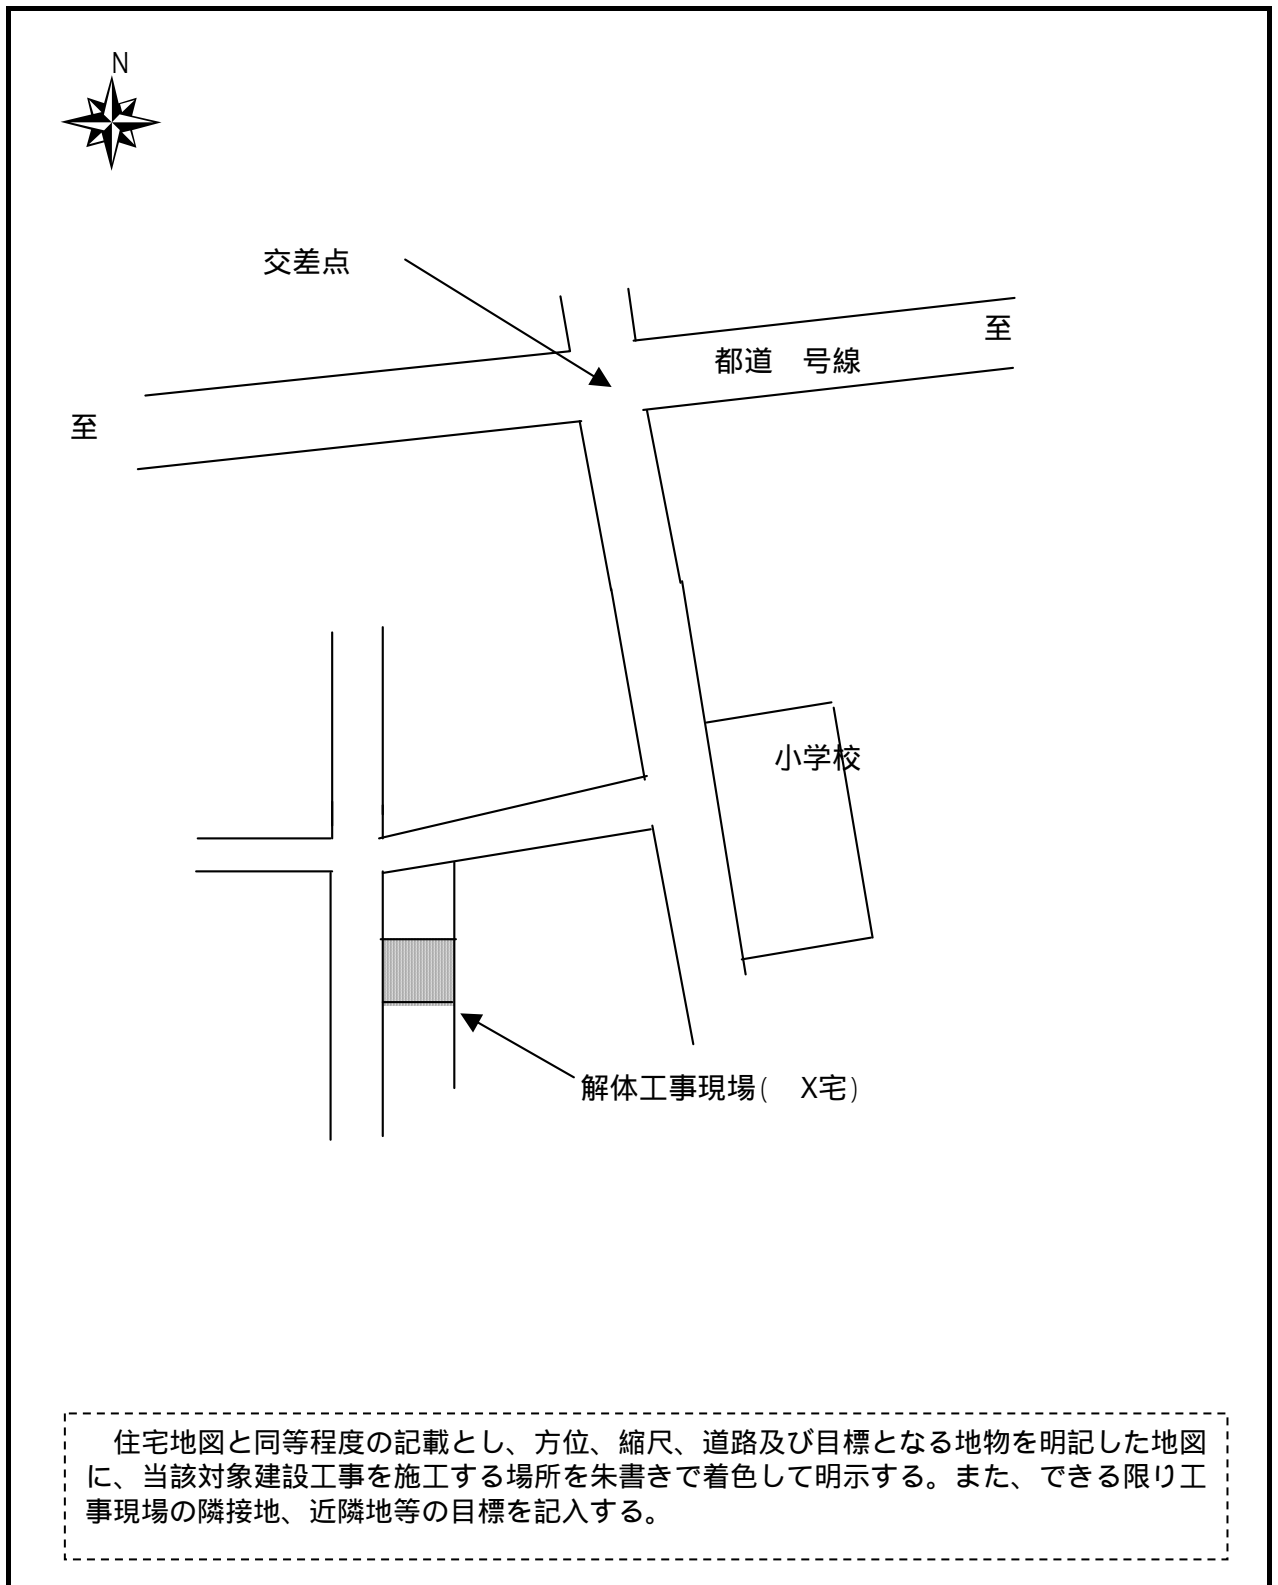 N
交差点
至
都道　号線
至
小学校
解体工事現場(　X宅)
　住宅地図と同等程度の記載とし、方位、縮尺、道路及び目標となる地物を明記した地図
に、当該対象建設工事を施工する場所を朱書きで着色して明示する。また、できる限り工
事現場の隣接地、近隣地等の目標を記入する。